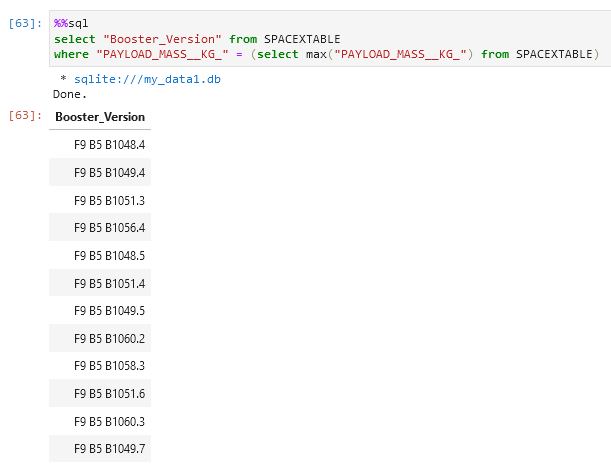 [63]: %%sql
select "Booster_Version" from SPACEXTABLE
where "PAYLOAD_MASS__KG_" = (select max("PAYLOAD_MASS__KG_") from SPACEXTABLE)
* sqlite:///my_data1.db
Done.
[63]: Booster_Version
F9 B5 B1048.4
F9 B5 B1049.4
F9 B5 B1051.3
F9 B5 B1056.4
F9 B5 B1048.5
F9 B5 B1051.4
F9 B5 B1049.5
F9 B5 B1060.2
F9 B5 B1058.3
F9 B5 B1051.6
F9 B5 B1060.3
F9 B5 B1049.7